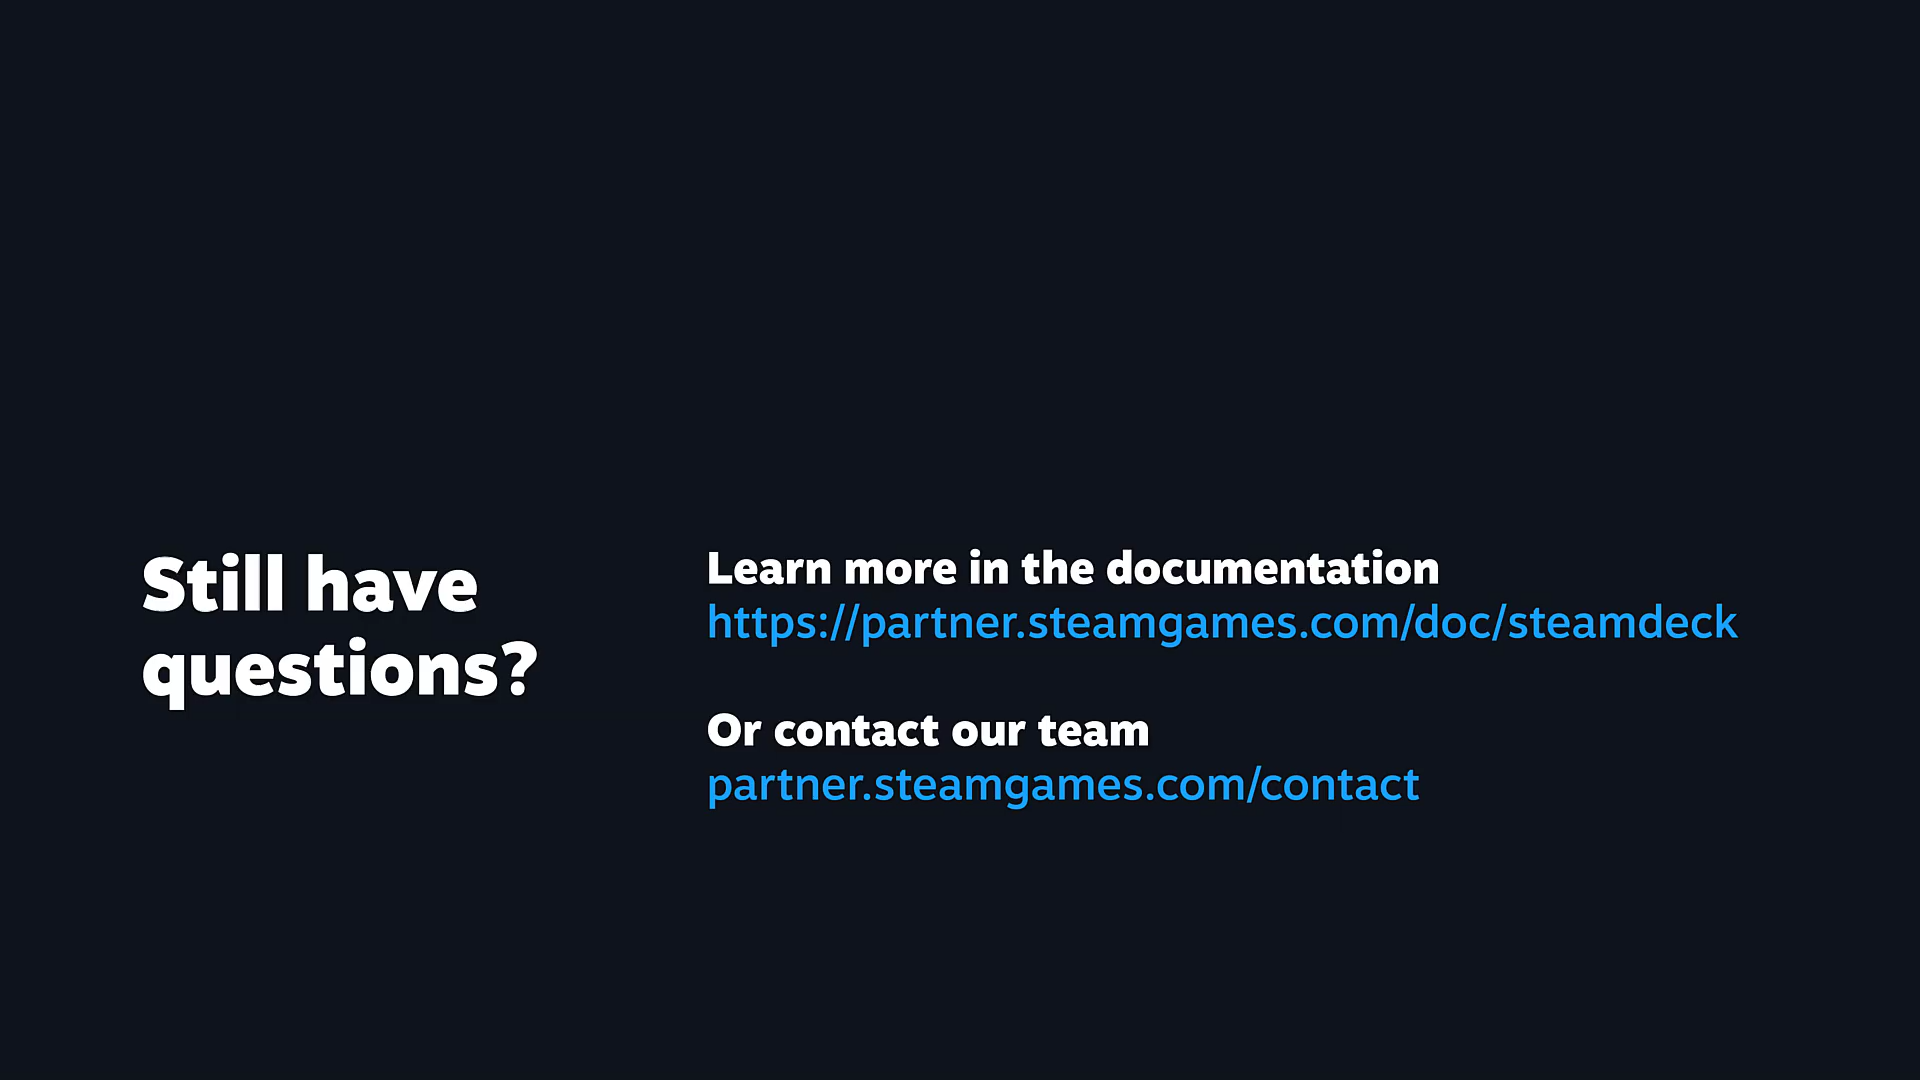 Still have
questions?
Learn more in the documentation
https://partner.steamgames.com/doc/steamdeck
Or contact our team
partner.steamgames.com/contact